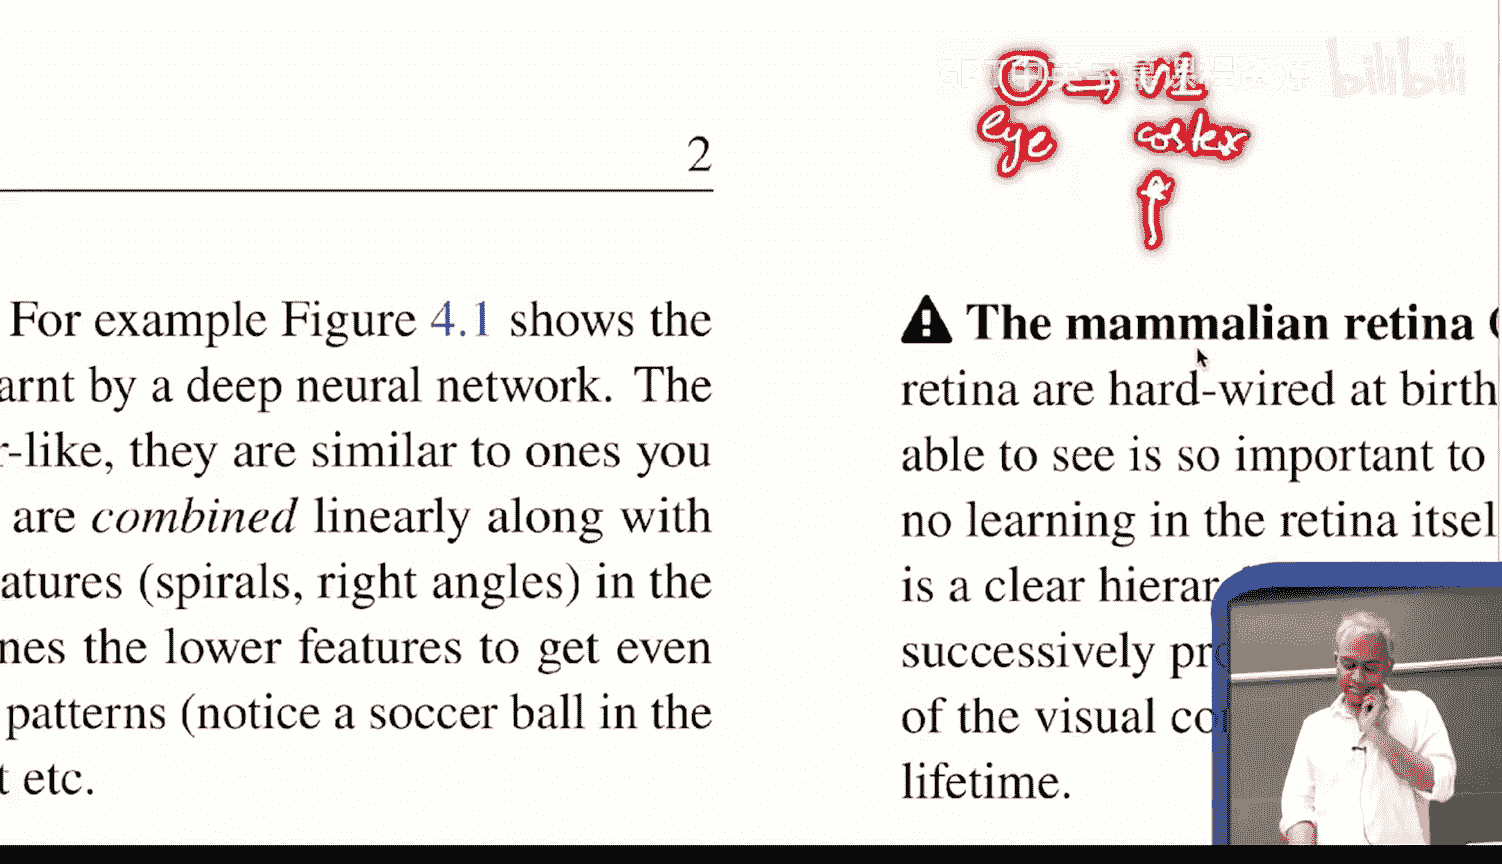 bilibili
→ V1
eye cortex
2
For example Figure 4.1 shows the
arnt by a deep neural network. The
r-like, they are similar to ones you
are combined linearly along with
atures (spirals, right angles) in the
nes the lower features to get even
patterns (notice a soccer ball in the
t etc.
The mammalian retina
retina are hard-wired at birth
able to see is so important to
no learning in the retina itsel
is a clear hierar
successively pr
of the visual co
lifetime.